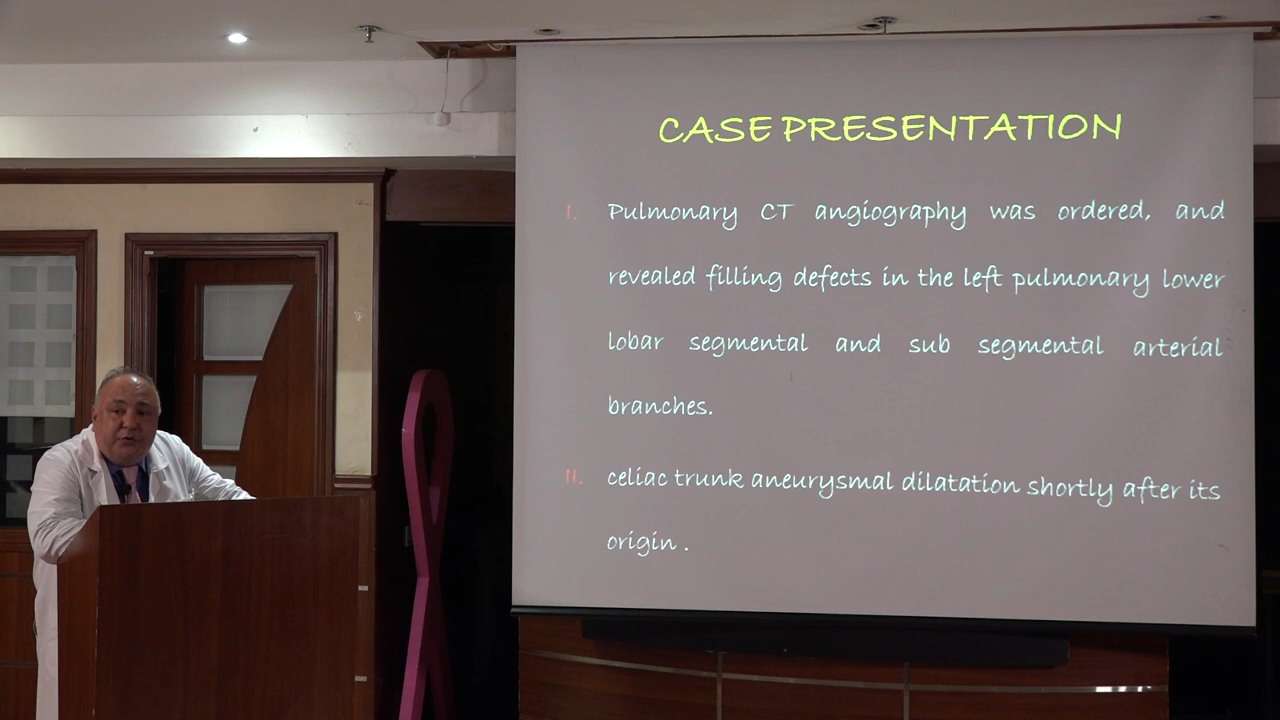 CASE PRESENTATION
I. Pulmonary CT angiography was ordered, and
revealed filling defects in the left pulmonary lower
lobar segmental and sub segmental arterial
branches.
II. celiac trunk aneurysmal dilatation shortly after its
origin .